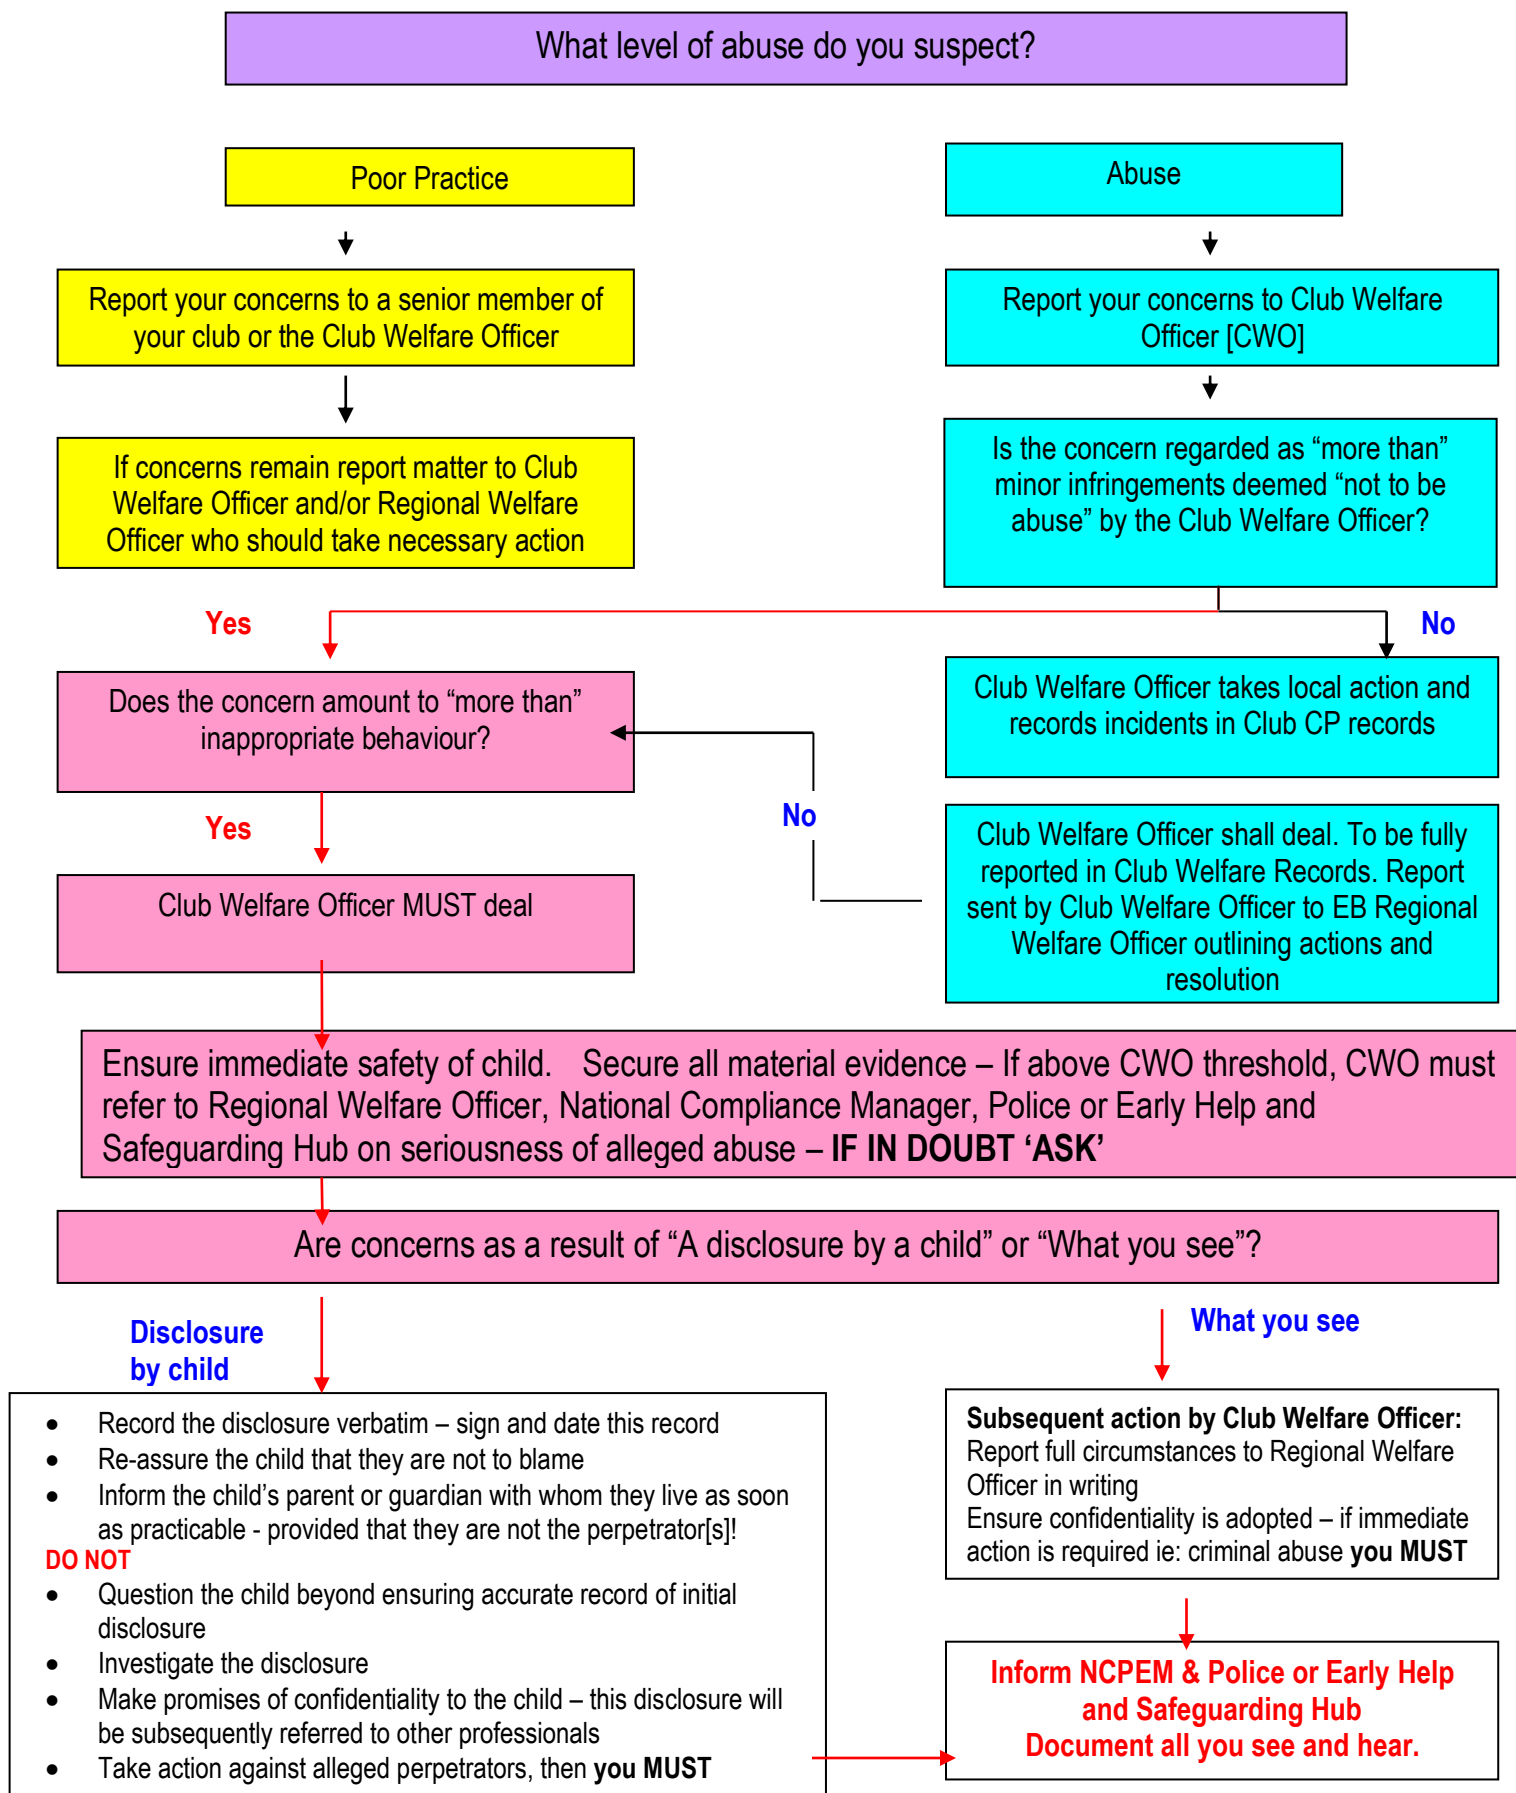 What level of abuse do you suspect?
Poor Practice
Abuse
Report your concerns to a senior member of
your club or the Club Welfare Officer
Report your concerns to Club Welfare
Officer [CWO]
If concerns remain report matter to Club
Welfare Officer and/or Regional Welfare
Officer who should take necessary action
Is the concern regarded as “more than”
minor infringements deemed “not to be
abuse” by the Club Welfare Officer?
Yes
No
Does the concern amount to “more than”
inappropriate behaviour?
Club Welfare Officer takes local action and
records incidents in Club CP records
Yes
No
Club Welfare Officer shall deal. To be fully
reported in Club Welfare Records. Report
sent by Club Welfare Officer to EB Regional
Welfare Officer outlining actions and
resolution
Club Welfare Officer MUST deal
Ensure immediate safety of child.   Secure all material evidence – If above CWO threshold, CWO must
refer to Regional Welfare Officer, National Compliance Manager, Police or Early Help and
Safeguarding Hub on seriousness of alleged abuse – IF IN DOUBT ‘ASK’
Are concerns as a result of “A disclosure by a child” or “What you see”?
Disclosure
by child
What you see
• Record the disclosure verbatim – sign and date this record
• Re-assure the child that they are not to blame
• Inform the child’s parent or guardian with whom they live as soon
as practicable - provided that they are not the perpetrator[s]!
DO NOT
• Question the child beyond ensuring accurate record of initial
disclosure
• Investigate the disclosure
• Make promises of confidentiality to the child – this disclosure will
be subsequently referred to other professionals
• Take action against alleged perpetrators, then you MUST
Subsequent action by Club Welfare Officer:
Report full circumstances to Regional Welfare
Officer in writing
Ensure confidentiality is adopted – if immediate
action is required ie: criminal abuse you MUST
Inform NCPEM & Police or Early Help
and Safeguarding Hub
Document all you see and hear.